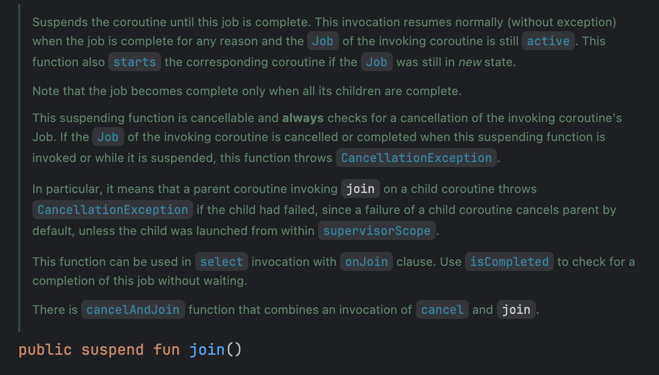 Suspends the coroutine until this job is complete. This invocation resumes normally (without exception)
when the job is complete for any reason and the Job of the invoking coroutine is still active. This
function also starts the corresponding coroutine if the Job was still in new state.
Note that the job becomes complete only when all its children are complete.
This suspending function is cancellable and always checks for a cancellation of the invoking coroutine's
Job. If the Job of the invoking coroutine is cancelled or completed when this suspending function is
invoked or while it is suspended, this function throws CancellationException.
In particular, it means that a parent coroutine invoking join on a child coroutine throws
CancellationException if the child had failed, since a failure of a child coroutine cancels parent by
default, unless the child was launched from within supervisorScope.
This function can be used in select invocation with onJoin clause. Use isCompleted to check for a
completion of this job without waiting.
There is cancelAndJoin function that combines an invocation of cancel and join.
public suspend fun join()